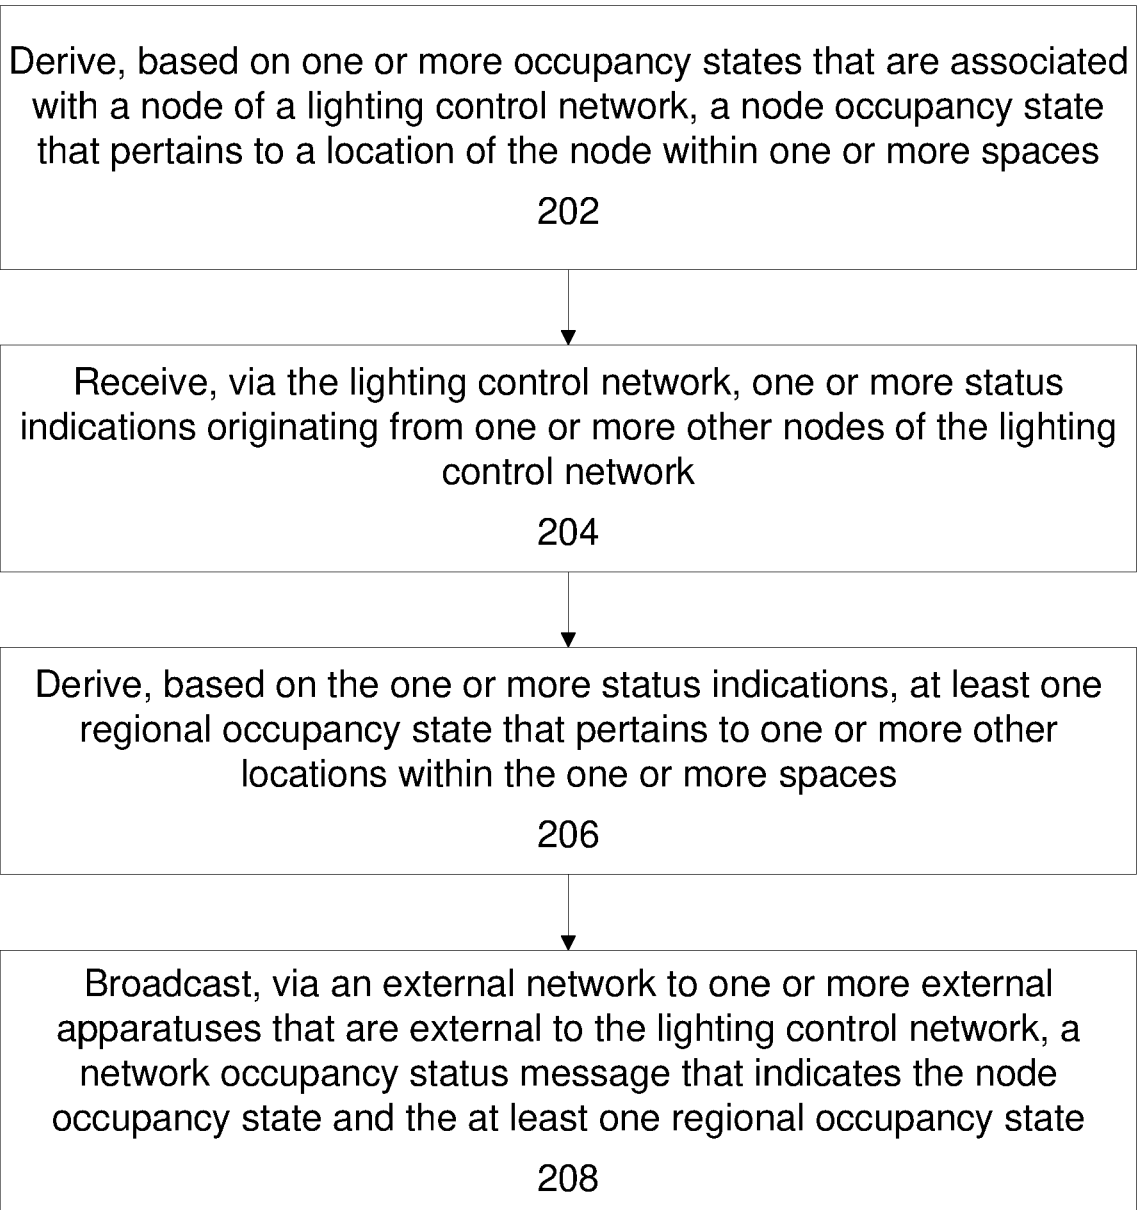 Derive, based on one or more occupancy states that are associated
with a node of a lighting control network, a node occupancy state
that pertains to a location of the node within one or more spaces
202
Receive, via the lighting control network, one or more status
indications originating from one or more other nodes of the lighting
control network
204
Derive, based on the one or more status indications, at least one
regional occupancy state that pertains to one or more other
locations within the one or more spaces
206
Broadcast, via an external network to one or more external
apparatuses that are external to the lighting control network, a
network occupancy status message that indicates the node
occupancy state and the at least one regional occupancy state
208